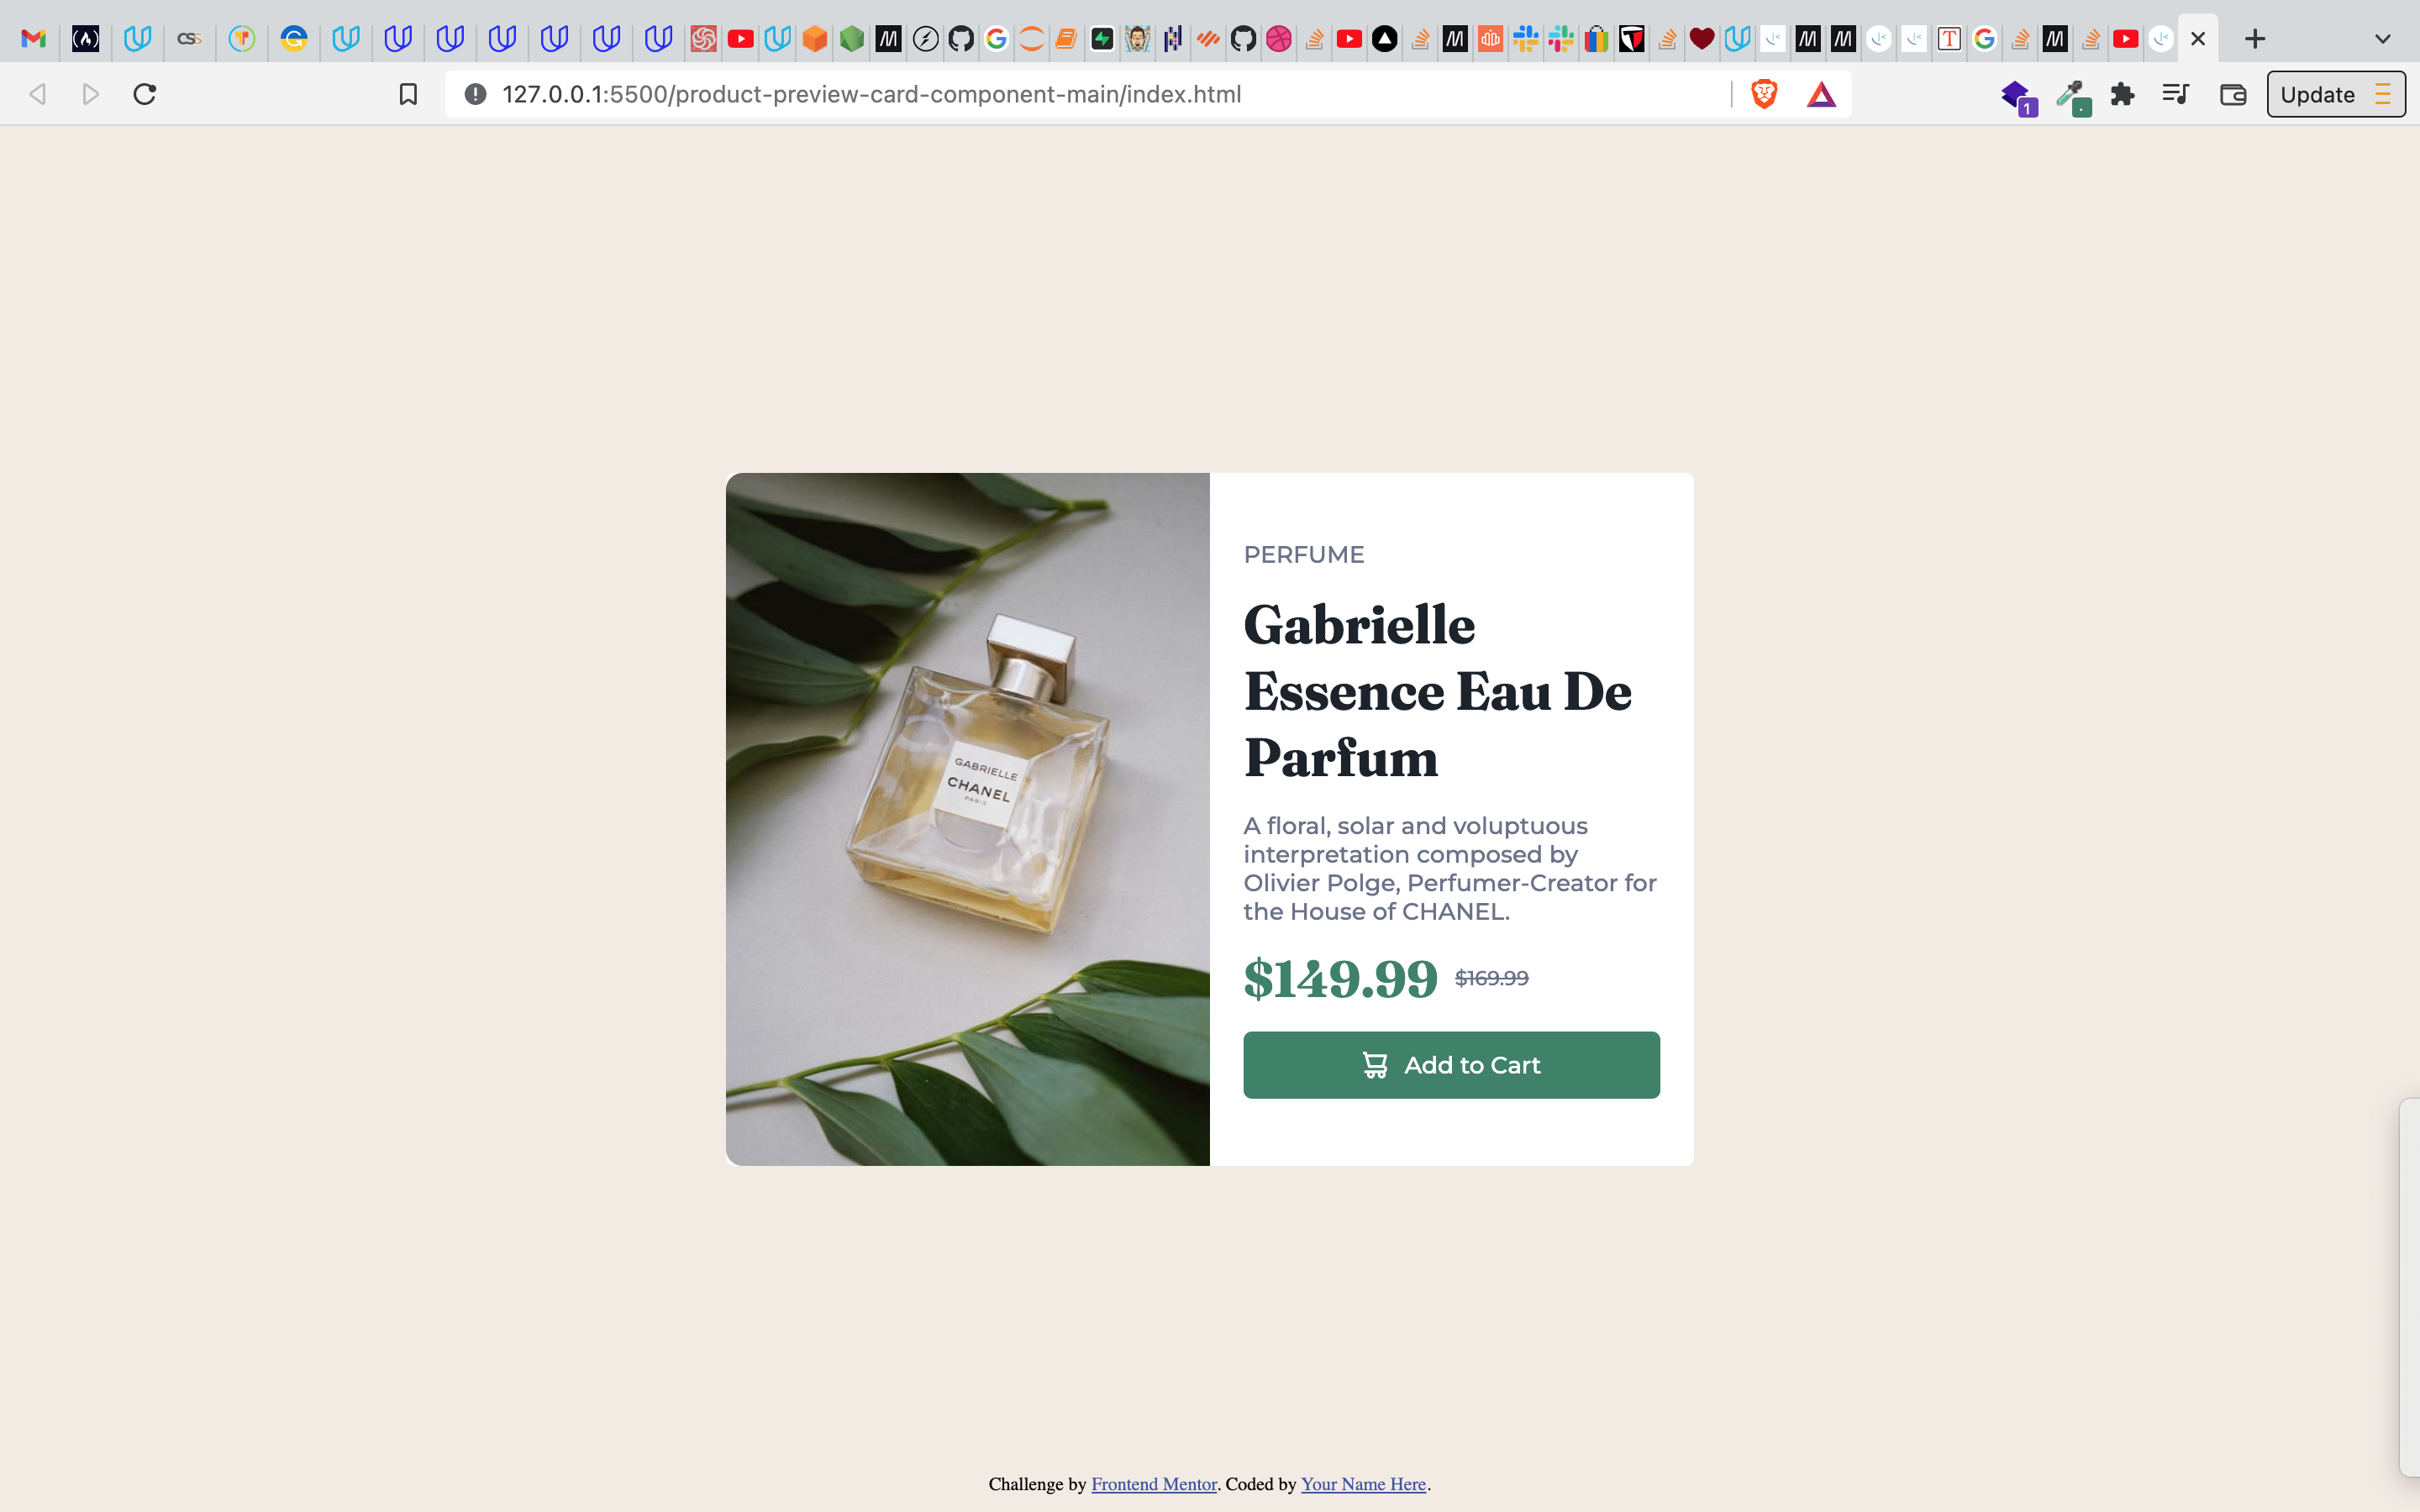 CSS
127.0.0.1:5500/product-preview-card-component-main/index.html
1
Update
PERFUME
Gabrielle
Essence Eau De
Parfum
GABRIELLE
CHANEL
PARIS
A floral, solar and voluptuous
interpretation composed by
Olivier Polge, Perfumer-Creator for
the House of CHANEL.
$149.99 $169.99
Add to Cart
Challenge by Frontend Mentor. Coded by Your Name Here.